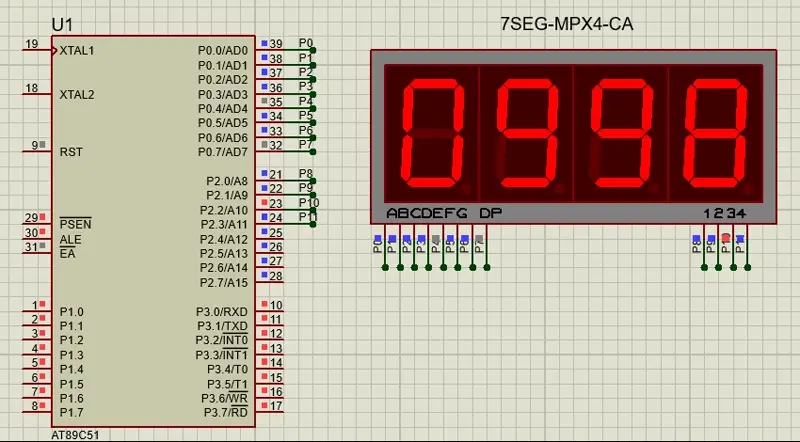 U1
19 XTAL1
18 XTAL2
9 RST
29 PSEN
30 ALE
31 EA
1 P1.0
2 P1.1
3 P1.2
4 P1.3
5 P1.4
6 P1.5
7 P1.6
8 P1.7
P0.0/AD0 39 P0
P0.1/AD1 38 P1
P0.2/AD2 37 P2
P0.3/AD3 36 P3
P0.4/AD4 35 P4
P0.5/AD5 34 P5
P0.6/AD6 33 P6
P0.7/AD7 32 P7
P2.0/A8 21 P8
P2.1/A9 22 P9
P2.2/A10 23 P10
P2.3/A11 24 P11
P2.4/A12 25
P2.5/A13 26
P2.6/A14 27
P2.7/A15 28
P3.0/RXD 10
P3.1/TXD 11
P3.2/INT0 12
P3.3/INT1 13
P3.4/T0 14
P3.5/T1 15
P3.6/WR 16
P3.7/RD 17
AT89C51
7SEG-MPX4-CA
0998
ABCDEFG DP 1234
P0 P1 P2 P3 P4 P5 P6 P7 P8 P9 P10 P11